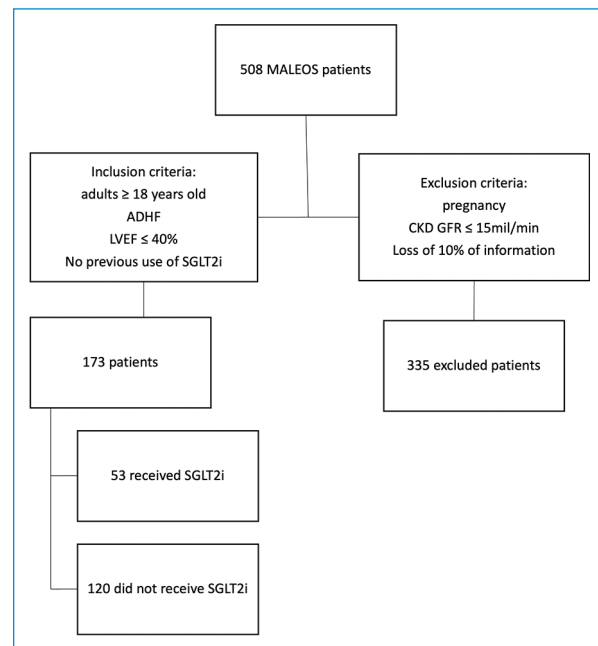 508 MALEOS patients
Inclusion criteria:
adults ≥ 18 years old
ADHF
LVEF ≤ 40%
No previous use of SGLT2i
Exclusion criteria:
pregnancy
CKD GFR ≤ 15mil/min
Loss of 10% of information
173 patients
335 excluded patients
53 received SGLT2i
120 did not receive SGLT2i